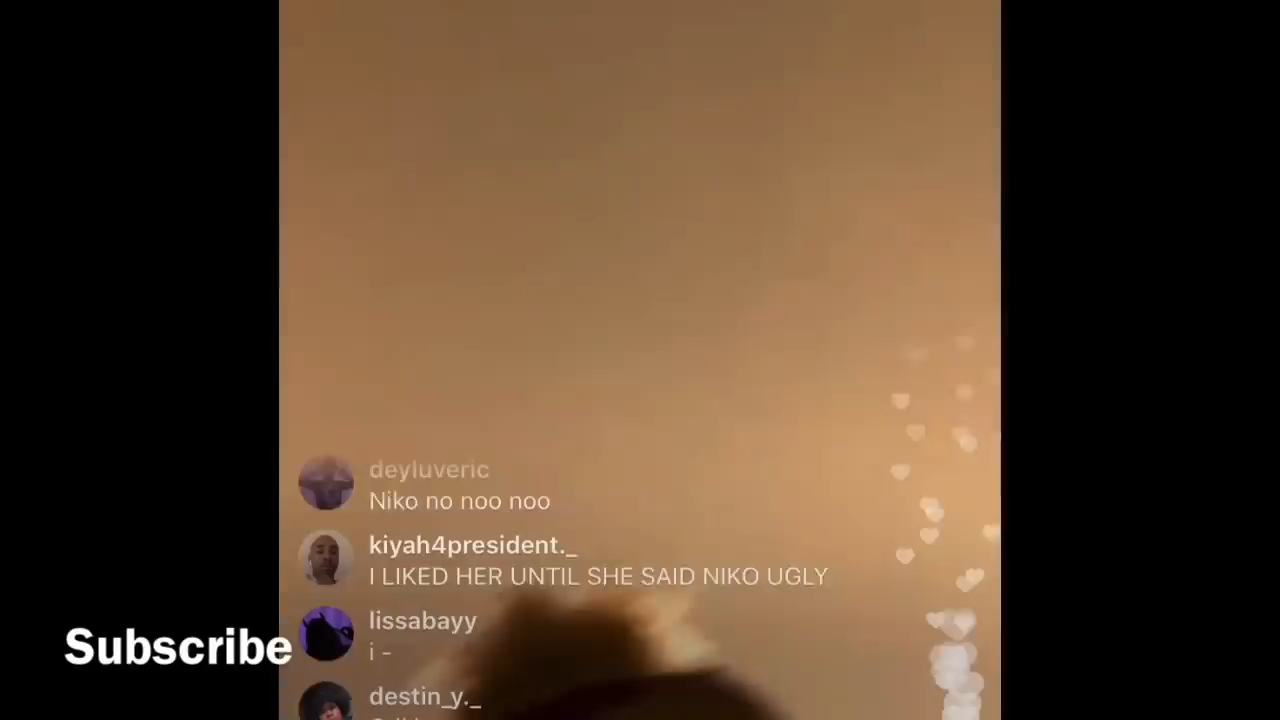 deyluveric
Niko no noo noo
kiyah4president._
I LIKED HER UNTIL SHE SAID NIKO UGLY
lissabayy
i -
Subscribe
destin_y._